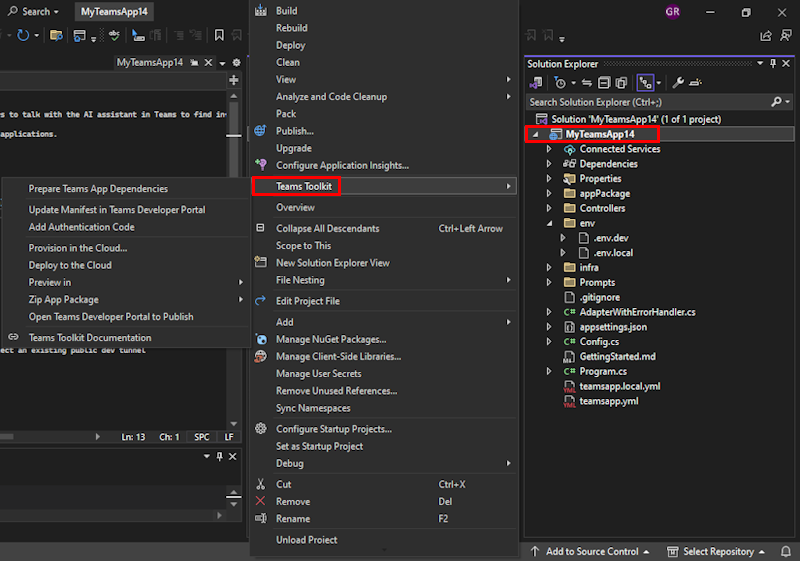 Search
MyTeamsApp14
GR
MyTeamsApp14
s to talk with the AI assistant in Teams to find in
applications.
ect an existing public dev tunnel
Ln: 13 Ch: 1 SPC LF
Prepare Teams App Dependencies
Update Manifest in Teams Developer Portal
Add Authentication Code
Provision in the Cloud...
Deploy to the Cloud
Preview in
Zip App Package
Open Teams Developer Portal to Publish
Teams Toolkit Documentation
Build
Rebuild
Deploy
Clean
View
Analyze and Code Cleanup
Pack
Publish...
Upgrade
Configure Application Insights...
Teams Toolkit
Overview
Collapse All Descendants Ctrl+Left Arrow
Scope to This
New Solution Explorer View
File Nesting
Edit Project File
Add
Manage NuGet Packages...
Manage Client-Side Libraries...
Manage User Secrets
Remove Unused References...
Sync Namespaces
Configure Startup Projects...
Set as Startup Project
Debug
Cut Ctrl+X
Remove Del
Rename F2
Unload Project
Solution Explorer
Search Solution Explorer (Ctrl+;)
Solution 'MyTeamsApp14' (1 of 1 project)
MyTeamsApp14
Connected Services
Dependencies
Properties
appPackage
Controllers
env
.env.dev
.env.local
infra
Prompts
.gitignore
C# AdapterWithErrorHandler.cs
appsettings.json
C# Config.cs
GettingStarted.md
C# Program.cs
teamsapp.local.yml
teamsapp.yml
Add to Source Control Select Repository